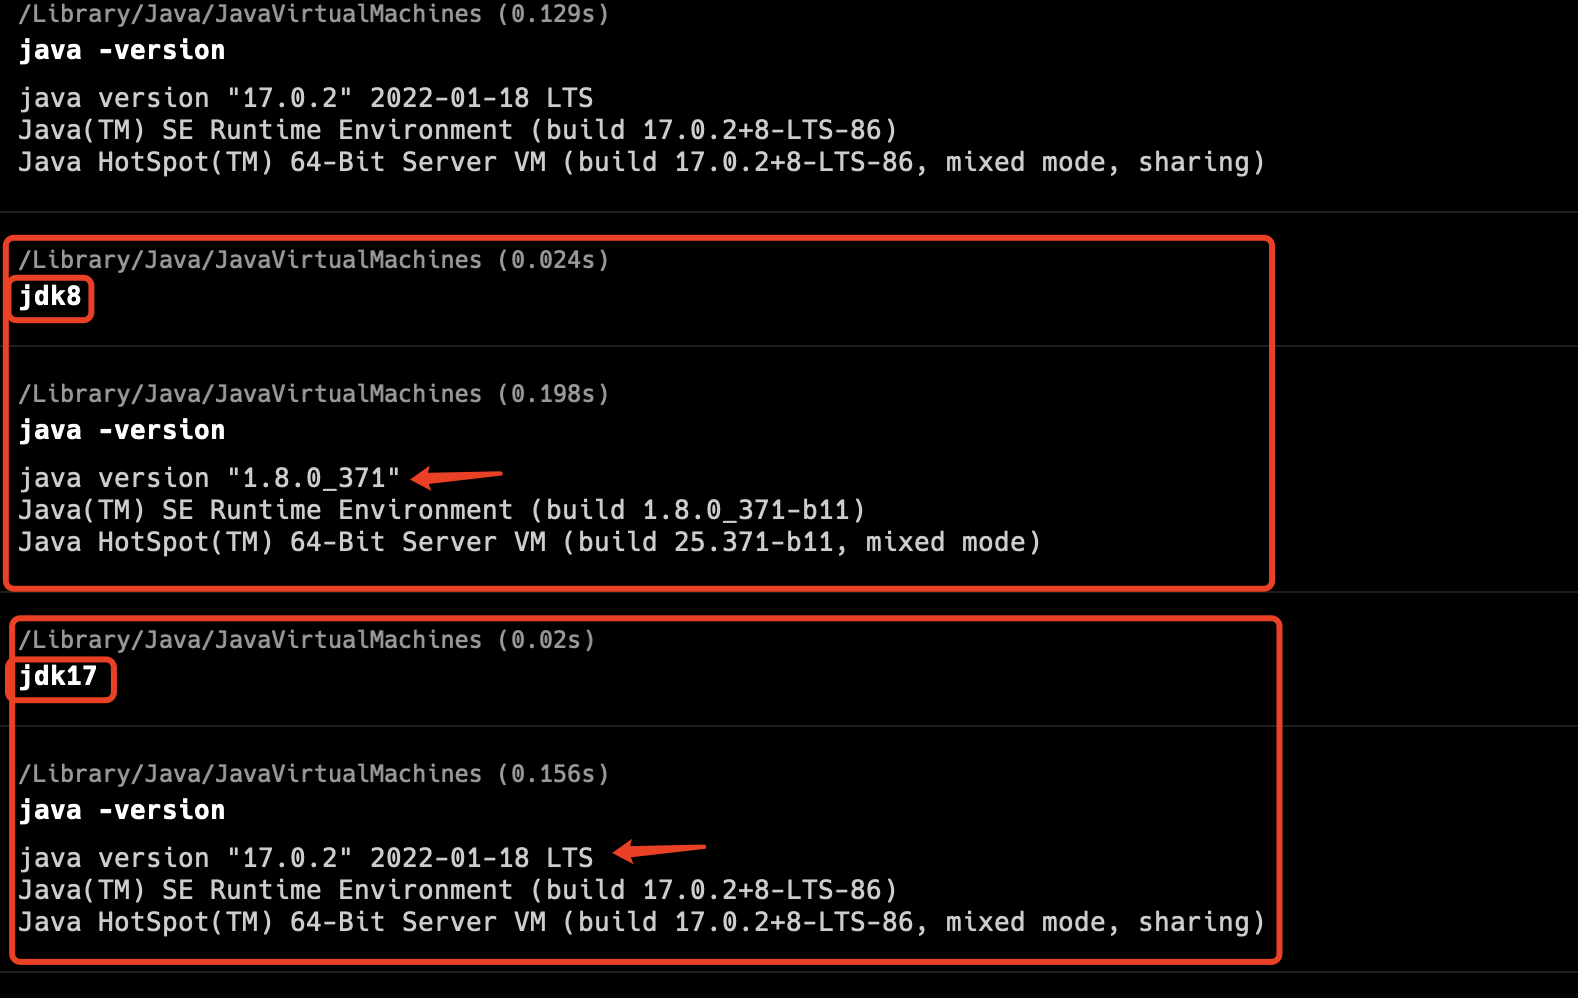 /Library/Java/JavaVirtualMachines (0.129s)
java -version
java version "17.0.2" 2022-01-18 LTS
Java(TM) SE Runtime Environment (build 17.0.2+8-LTS-86)
Java HotSpot(TM) 64-Bit Server VM (build 17.0.2+8-LTS-86, mixed mode, sharing)
/Library/Java/JavaVirtualMachines (0.024s)
jdk8
/Library/Java/JavaVirtualMachines (0.198s)
java -version
java version "1.8.0_371"
Java(TM) SE Runtime Environment (build 1.8.0_371-b11)
Java HotSpot(TM) 64-Bit Server VM (build 25.371-b11, mixed mode)
/Library/Java/JavaVirtualMachines (0.02s)
jdk17
/Library/Java/JavaVirtualMachines (0.156s)
java -version
java version "17.0.2" 2022-01-18 LTS
Java(TM) SE Runtime Environment (build 17.0.2+8-LTS-86)
Java HotSpot(TM) 64-Bit Server VM (build 17.0.2+8-LTS-86, mixed mode, sharing)